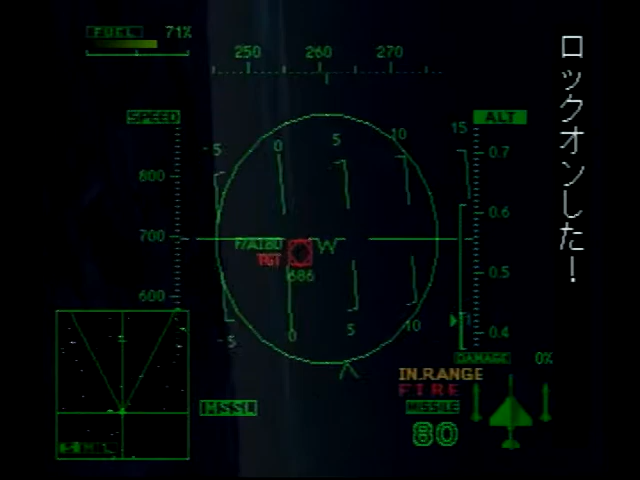 FUEL 71%
250 260 270
ロックオンした!
SPEED
ALT
-5 0 5 10
15
0.7
800
0.6
700
F/A18D
TGT
686
0.5
600
0.4
-5 0 5 10
DAMAGE 0%
IN.RANGE
FIRE
MSSL
MISSILE
80